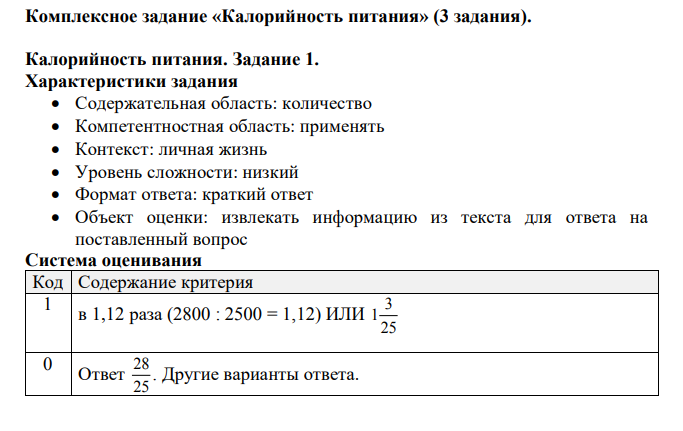 Комплексное задание «Калорийность питания» (3 задания).
Калорийность питания. Задание 1.
Характеристики задания
• Содержательная область: количество
• Компетентностная область: применять
• Контекст: личная жизнь
• Уровень сложности: низкий
• Формат ответа: краткий ответ
• Объект оценки: извлекать информацию из текста для ответа на
поставленный вопрос
Система оценивания
Код Содержание критерия
1 в 1,12 раза (2800 : 2500 = 1,12) ИЛИ 1 3/25
0 Ответ 28/25. Другие варианты ответа.